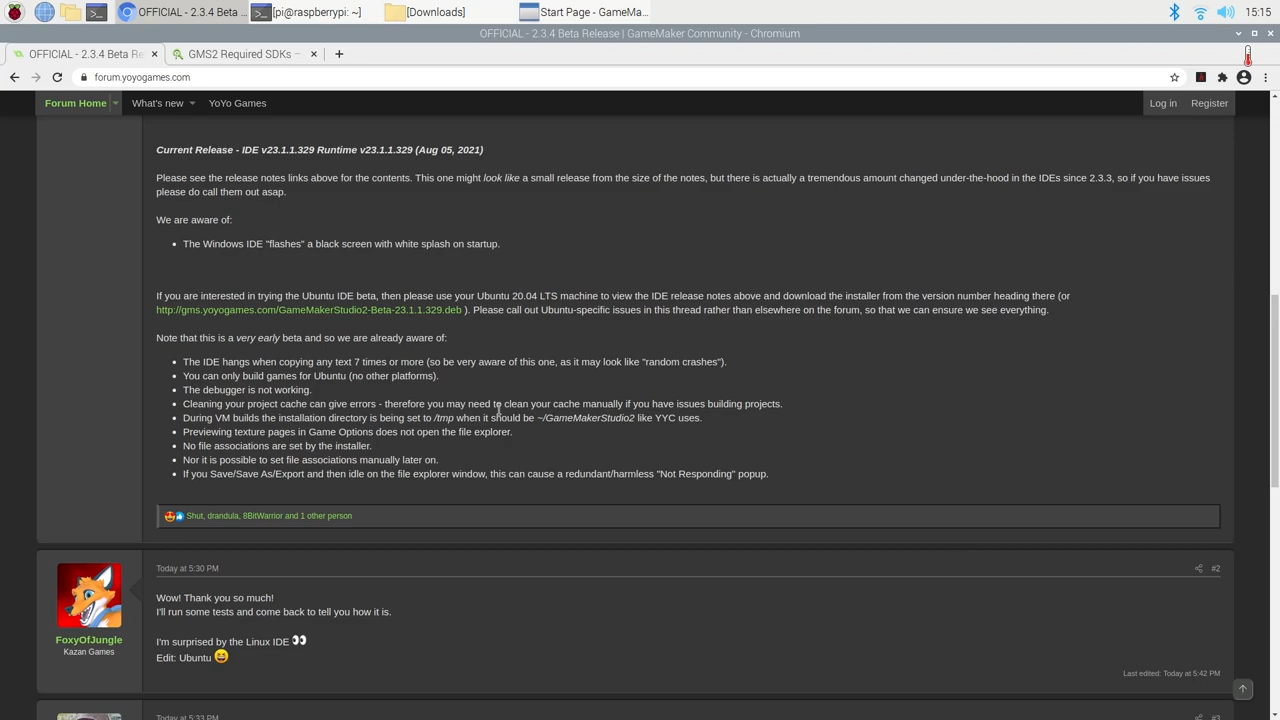 OFFICIAL - 2.3.4 Beta ...
[pi@raspberrypi: ~]
[Downloads]
Start Page - GameMa...
15:15
OFFICIAL - 2.3.4 Beta Release | GameMaker Community - Chromium
OFFICIAL - 2.3.4 Beta Re
GMS2 Required SDKs –
forum.yoyogames.com
Forum Home
What's new
YoYo Games
Log in
Register
Current Release - IDE v23.1.1.329 Runtime v23.1.1.329 (Aug 05, 2021)
Please see the release notes links above for the contents. This one might look like a small release from the size of the notes, but there is actually a tremendous amount changed under-the-hood in the IDEs since 2.3.3, so if you have issues
please do call them out asap.
We are aware of:
• The Windows IDE "flashes" a black screen with white splash on startup.
If you are interested in trying the Ubuntu IDE beta, then please use your Ubuntu 20.04 LTS machine to view the IDE release notes above and download the installer from the version number heading there (or
http://gms.yoyogames.com/GameMakerStudio2-Beta-23.1.1.329.deb ). Please call out Ubuntu-specific issues in this thread rather than elsewhere on the forum, so that we can ensure we see everything.
Note that this is a very early beta and so we are already aware of:
• The IDE hangs when copying any text 7 times or more (so be very aware of this one, as it may look like "random crashes").
• You can only build games for Ubuntu (no other platforms).
• The debugger is not working.
• Cleaning your project cache can give errors - therefore you may need to clean your cache manually if you have issues building projects.
• During VM builds the installation directory is being set to /tmp when it should be ~/GameMakerStudio2 like YYC uses.
• Previewing texture pages in Game Options does not open the file explorer.
• No file associations are set by the installer.
• Nor it is possible to set file associations manually later on.
• If you Save/Save As/Export and then idle on the file explorer window, this can cause a redundant/harmless "Not Responding" popup.
Shut, drandula, 8BitWarrior and 1 other person
Today at 5:30 PM
#2
Wow! Thank you so much!
I'll run some tests and come back to tell you how it is.
FoxyOfJungle
Kazan Games
I'm surprised by the Linux IDE 👀
Edit: Ubuntu 😆
Last edited: Today at 5:42 PM
Today at 5:33 PM
#3